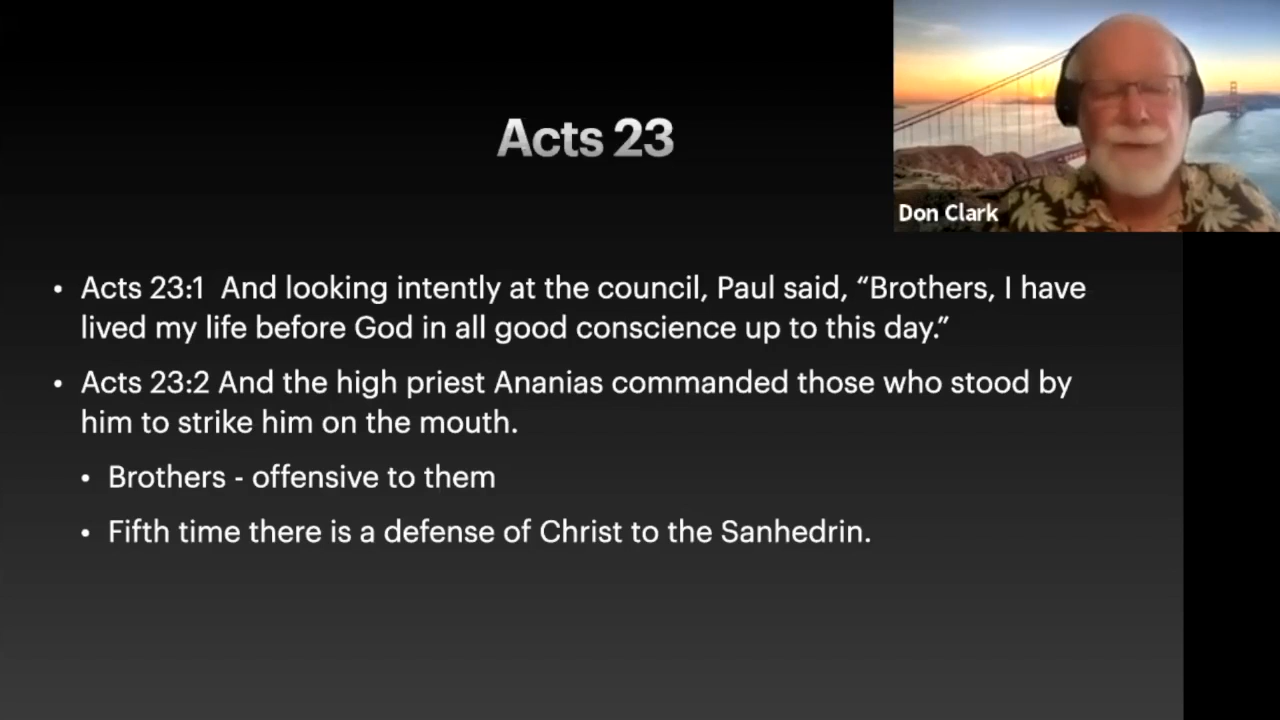 Acts 23
Don Clark
• Acts 23:1  And looking intently at the council, Paul said, “Brothers, I have
lived my life before God in all good conscience up to this day.”
• Acts 23:2 And the high priest Ananias commanded those who stood by
him to strike him on the mouth.
• Brothers - offensive to them
• Fifth time there is a defense of Christ to the Sanhedrin.